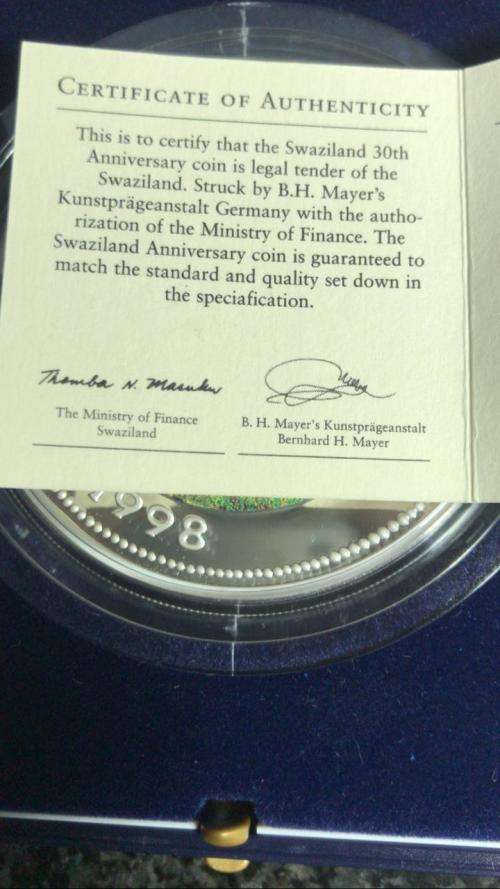 CERTIFICATE OF AUTHENTICITY
This is to certify that the Swaziland 30th
Anniversary coin is legal tender of the
Swaziland. Struck by B.H. Mayer's
Kunstprägeanstalt Germany with the autho-
rization of the Ministry of Finance. The
Swaziland Anniversary coin is guaranteed to
match the standard and quality set down in
the speciafication.
Themba N. Masuku
The Ministry of Finance
Swaziland
B. H. Mayer's Kunstprägeanstalt
Bernhard H. Mayer
1998